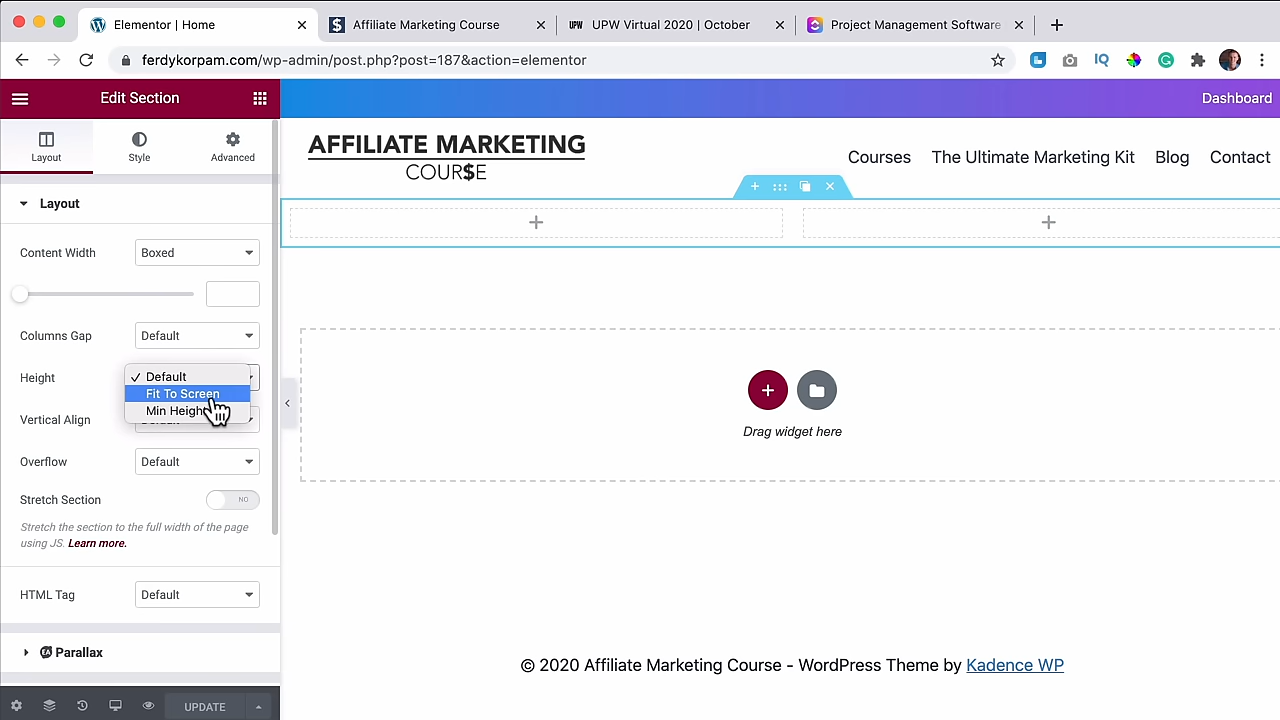 Elementor | Home
Affiliate Marketing Course
UPW UPW Virtual 2020 | October
Project Management Software
ferdykorpam.com/wp-admin/post.php?post=187&action=elementor
IQ
Edit Section
Dashboard
Layout
Style
Advanced
AFFILIATE MARKETING
COUR$E
Courses
The Ultimate Marketing Kit
Blog
Contact
Layout
Content Width
Boxed
Columns Gap
Default
Height
Default
Fit To Screen
Min Height
Vertical Align
Overflow
Default
Stretch Section
NO
Stretch the section to the full width of the page
using JS. Learn more.
HTML Tag
Default
Parallax
UPDATE
Drag widget here
© 2020 Affiliate Marketing Course - WordPress Theme by Kadence WP